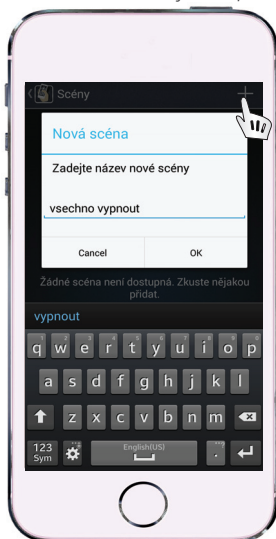 Scény
Nová scéna
Zadejte název nové scény
vsechno vypnout
Cancel
OK
Žádné scéna není dostupná. Zkuste nějakou
přidat.
vypnout
q w e r t y u i o p
a s d f g h j k l
z x c v b n m
123
Sym
English(US)
.